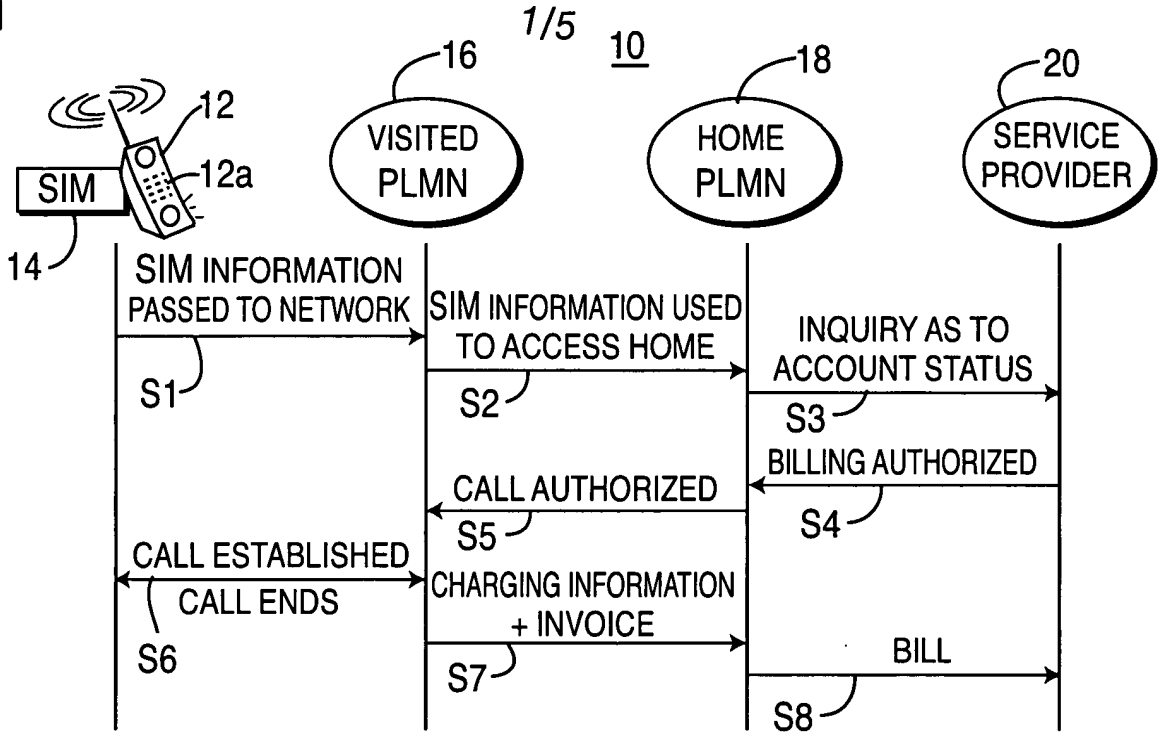 1/5
10
16
18
20
12
12a
SIM
14
VISITED
PLMN
HOME
PLMN
SERVICE
PROVIDER
SIM INFORMATION
PASSED TO NETWORK
S1
SIM INFORMATION USED
TO ACCESS HOME
S2
INQUIRY AS TO
ACCOUNT STATUS
S3
BILLING AUTHORIZED
S4
CALL AUTHORIZED
S5
CALL ESTABLISHED
CALL ENDS
S6
CHARGING INFORMATION
+ INVOICE
S7
BILL
S8